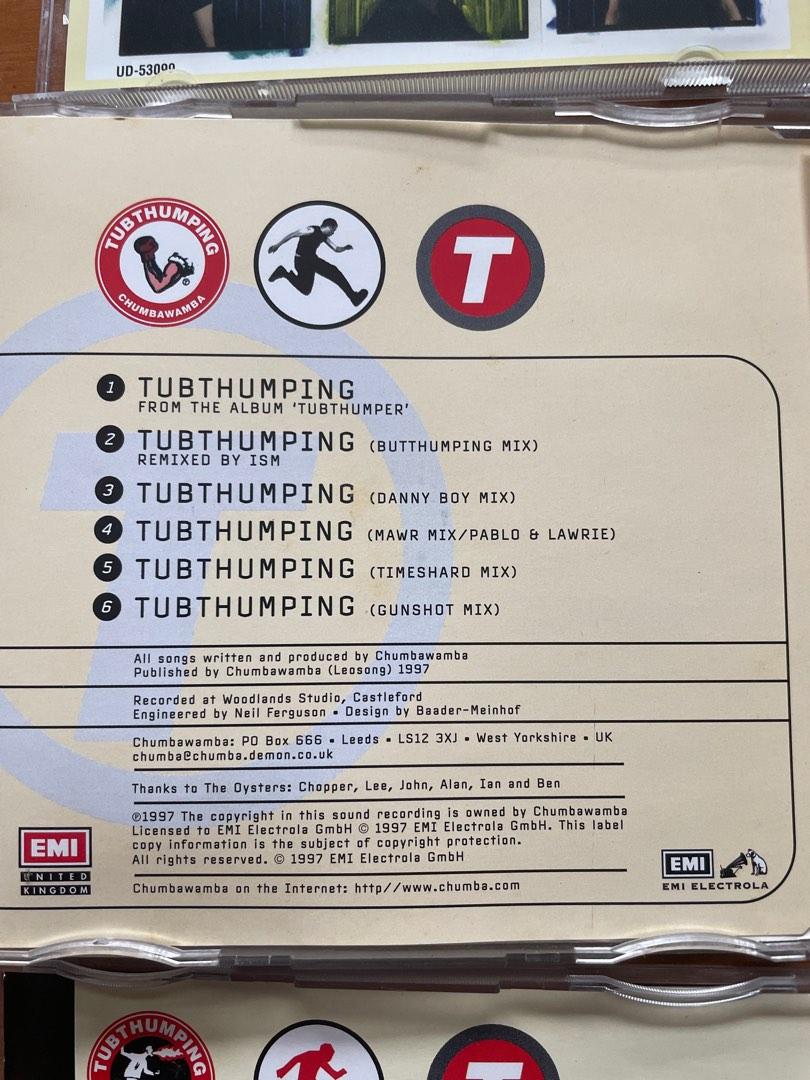 UD-53090
TUBTHUMPING
CHUMBAWAMBA
T
1 TUBTHUMPING
FROM THE ALBUM 'TUBTHUMPER'
2 TUBTHUMPING (BUTTHUMPING MIX)
REMIXED BY ISM
3 TUBTHUMPING (DANNY BOY MIX)
4 TUBTHUMPING (MAWR MIX/PABLO & LAWRIE)
5 TUBTHUMPING (TIMESHARD MIX)
6 TUBTHUMPING (GUNSHOT MIX)
All songs written and produced by Chumbawamba
Published by Chumbawamba (Leosong) 1997
Recorded at Woodlands Studio, Castleford
Engineered by Neil Ferguson • Design by Baader-Meinhof
Chumbawamba: PO Box 666 • Leeds • LS12 3XJ • West Yorkshire • UK
chumba@chumba.demon.co.uk
Thanks to The Oysters: Chopper, Lee, John, Alan, Ian and Ben
℗1997 The copyright in this sound recording is owned by Chumbawamba
Licensed to EMI Electrola GmbH © 1997 EMI Electrola GmbH. This label
copy information is the subject of copyright protection.
All rights reserved. © 1997 EMI Electrola GmbH
Chumbawamba on the Internet: http//www.chumba.com
EMI
UNITED
KINGDOM
EMI
EMI ELECTROLA
TUBTHUMPING
T